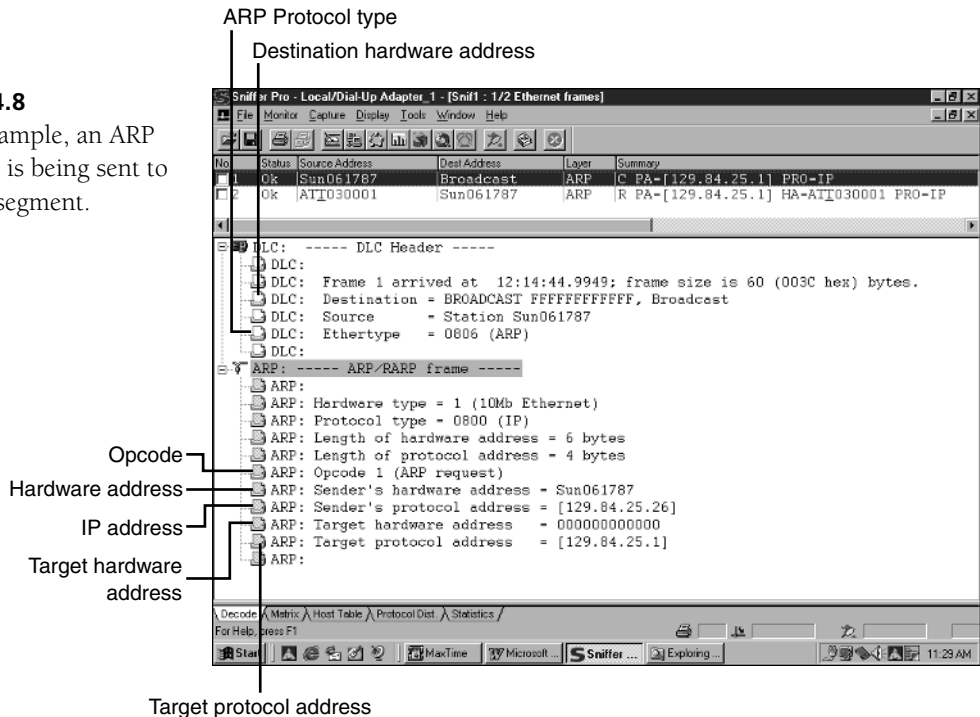 ARP Protocol type
Destination hardware address
4.8
ample, an ARP
is being sent to
segment.
Sniffer Pro - Local/Dial-Up Adapter_1 - [Snif1 : 1/2 Ethernet frames]
File Monitor Capture Display Tools Window Help
No Status Source Address Dest Address Layer Summary
1 Ok Sun061787 Broadcast ARP C PA=[129.84.25.1] PRO=IP
2 Ok ATT030001 Sun061787 ARP R PA=[129.84.25.1] HA=ATT030001 PRO=IP
DLC: ----- DLC Header -----
DLC:
DLC: Frame 1 arrived at 12:14:44.9949; frame size is 60 (003C hex) bytes.
DLC: Destination = BROADCAST FFFFFFFFFFFF, Broadcast
DLC: Source = Station Sun061787
DLC: Ethertype = 0806 (ARP)
DLC:
ARP: ----- ARP/RARP frame -----
ARP:
ARP: Hardware type = 1 (10Mb Ethernet)
ARP: Protocol type = 0800 (IP)
ARP: Length of hardware address = 6 bytes
ARP: Length of protocol address = 4 bytes
Opcode
ARP: Opcode 1 (ARP request)
Hardware address
ARP: Sender's hardware address = Sun061787
IP address
ARP: Sender's protocol address = [129.84.25.26]
ARP: Target hardware address = 000000000000
ARP: Target protocol address = [129.84.25.1]
Target hardware
address
ARP:
Decode Matrix Host Table Protocol Dist. Statistics
For Help, press F1
Start MaxTime Microsoft ... Sniffer ... Exploring ... 11:29 AM
Target protocol address